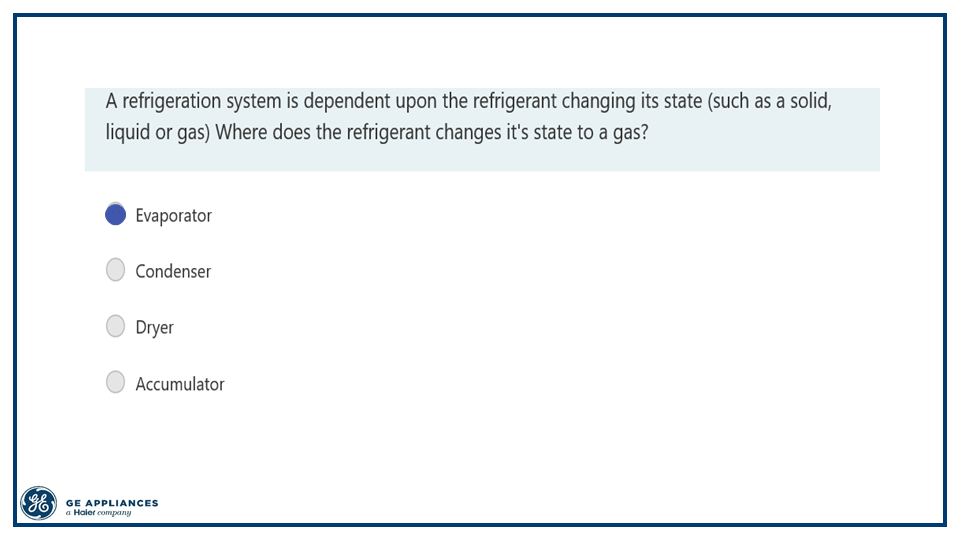 A refrigeration system is dependent upon the refrigerant changing its state (such as a solid,
liquid or gas) Where does the refrigerant changes it's state to a gas?
Evaporator
Condenser
Dryer
Accumulator
GE
GE APPLIANCES
a Haier company